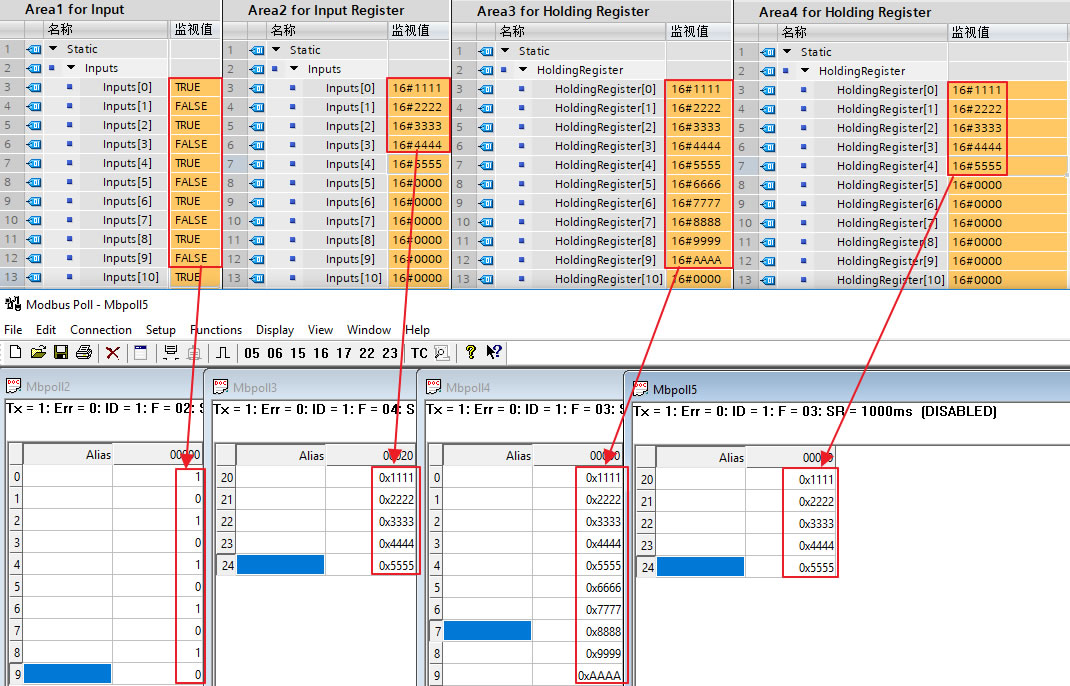 Area1 for Input
名称 监视值
1 Static
2 Inputs
3 Inputs[0] TRUE
4 Inputs[1] FALSE
5 Inputs[2] TRUE
6 Inputs[3] FALSE
7 Inputs[4] TRUE
8 Inputs[5] FALSE
9 Inputs[6] TRUE
10 Inputs[7] FALSE
11 Inputs[8] TRUE
12 Inputs[9] FALSE
13 Inputs[10] TRUE
Area2 for Input Register
名称 监视值
1 Static
2 Inputs
3 Inputs[0] 16#1111
4 Inputs[1] 16#2222
5 Inputs[2] 16#3333
6 Inputs[3] 16#4444
7 Inputs[4] 16#5555
8 Inputs[5] 16#0000
9 Inputs[6] 16#0000
10 Inputs[7] 16#0000
11 Inputs[8] 16#0000
12 Inputs[9] 16#0000
13 Inputs[10] 16#0000
Area3 for Holding Register
名称 监视值
1 Static
2 HoldingRegister
3 HoldingRegister[0] 16#1111
4 HoldingRegister[1] 16#2222
5 HoldingRegister[2] 16#3333
6 HoldingRegister[3] 16#4444
7 HoldingRegister[4] 16#5555
8 HoldingRegister[5] 16#6666
9 HoldingRegister[6] 16#7777
10 HoldingRegister[7] 16#8888
11 HoldingRegister[8] 16#9999
12 HoldingRegister[9] 16#AAAA
13 HoldingRegister[10] 16#0000
Area4 for Holding Register
名称 监视值
1 Static
2 HoldingRegister
3 HoldingRegister[0] 16#1111
4 HoldingRegister[1] 16#2222
5 HoldingRegister[2] 16#3333
6 HoldingRegister[3] 16#4444
7 HoldingRegister[4] 16#5555
8 HoldingRegister[5] 16#0000
9 HoldingRegister[6] 16#0000
10 HoldingRegister[7] 16#0000
11 HoldingRegister[8] 16#0000
12 HoldingRegister[9] 16#0000
13 HoldingRegister[10] 16#0000
Modbus Poll - Mbpoll5
File Edit Connection Setup Functions Display View Window Help
05 06 15 16 17 22 23 TC
Mbpoll2
Tx = 1: Err = 0: ID = 1: F = 02: S
Alias 00000
0 1
1 0
2 1
3 0
4 1
5 0
6 1
7 0
8 1
9 0
Mbpoll3
Tx = 1: Err = 0: ID = 1: F = 04: S
Alias 00020
20 0x1111
21 0x2222
22 0x3333
23 0x4444
24 0x5555
Mbpoll4
Tx = 1: Err = 0: ID = 1: F = 03: S
Alias 00000
0 0x1111
1 0x2222
2 0x3333
3 0x4444
4 0x5555
5 0x6666
6 0x7777
7 0x8888
8 0x9999
9 0xAAAA
Mbpoll5
Tx = 1: Err = 0: ID = 1: F = 03: SR = 1000ms (DISABLED)
Alias
20 0x1111
21 0x2222
22 0x3333
23 0x4444
24 0x5555